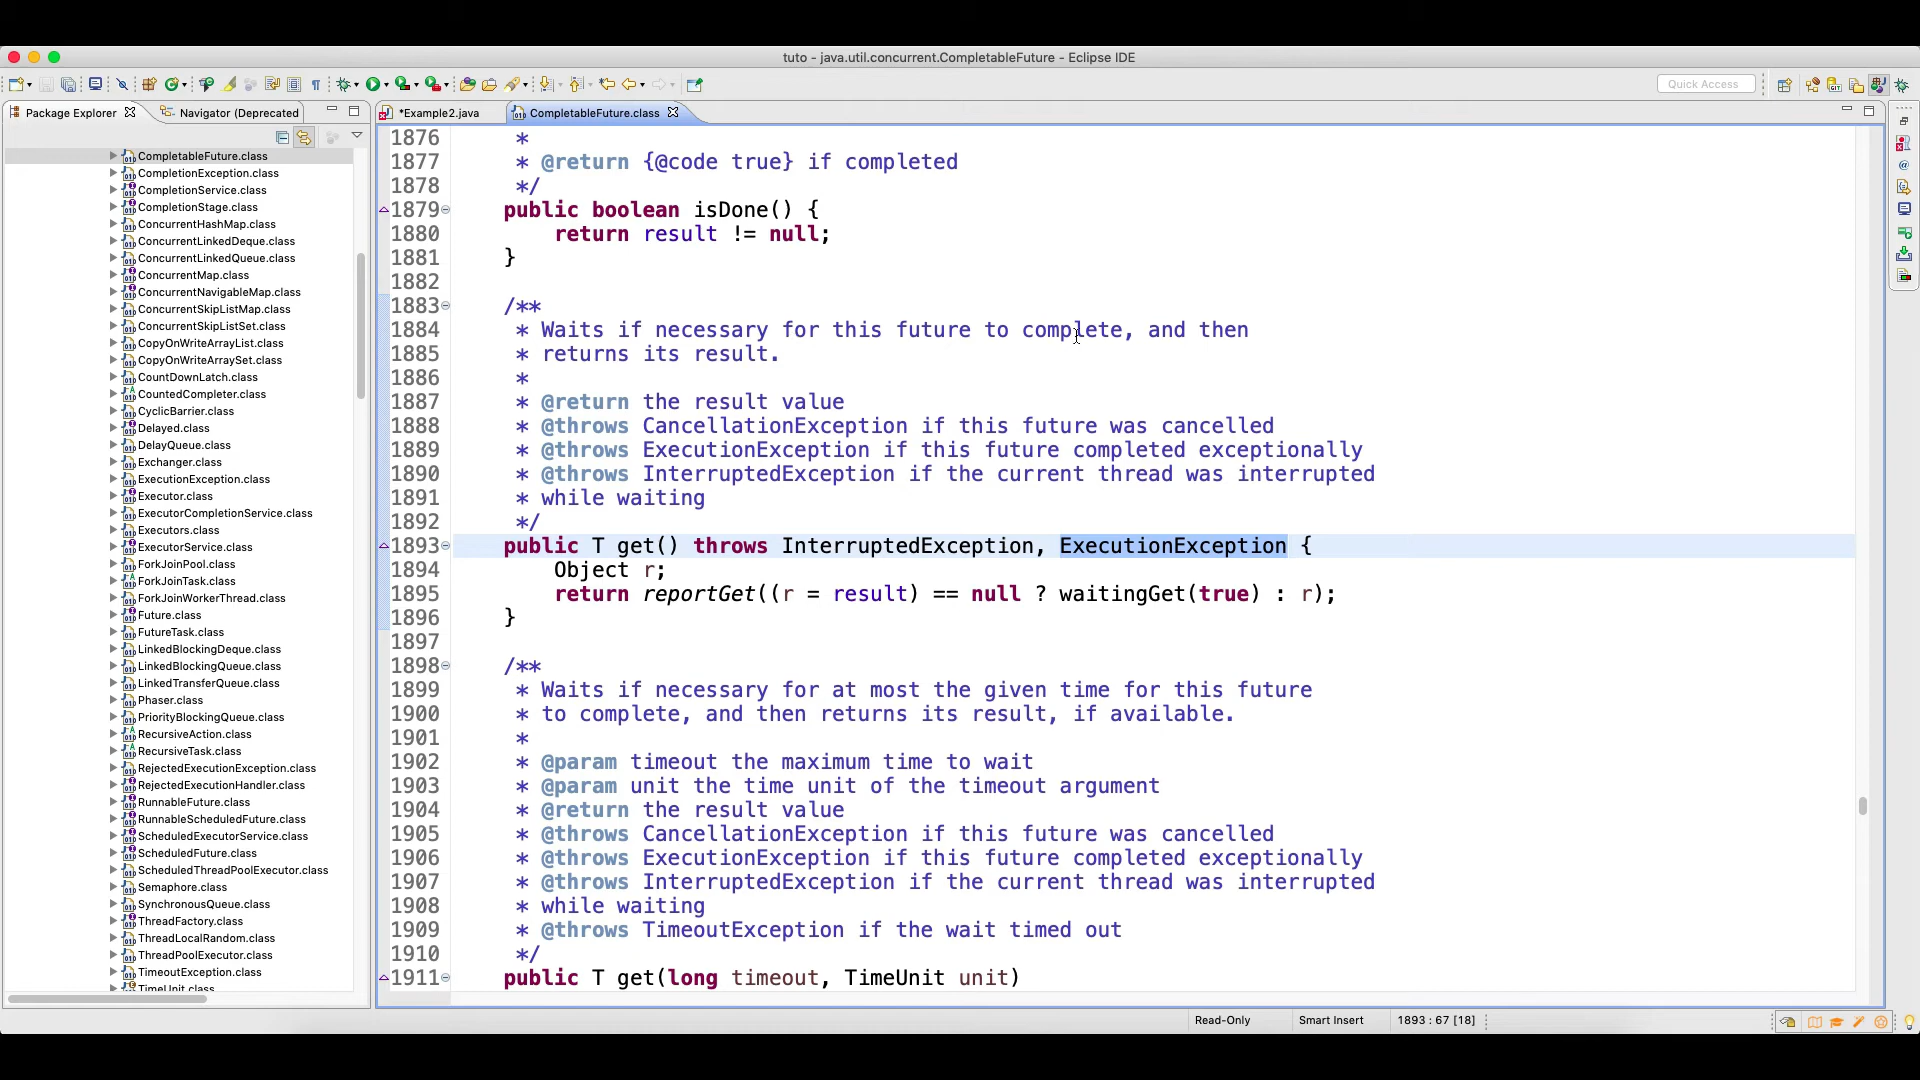 tuto - java.util.concurrent.CompletableFuture - Eclipse IDE
Quick Access
Package Explorer
Navigator (Deprecated
*Example2.java
CompletableFuture.class
CompletableFuture.class
CompletionException.class
CompletionService.class
CompletionStage.class
ConcurrentHashMap.class
ConcurrentLinkedDeque.class
ConcurrentLinkedQueue.class
ConcurrentMap.class
ConcurrentNavigableMap.class
ConcurrentSkipListMap.class
ConcurrentSkipListSet.class
CopyOnWriteArrayList.class
CopyOnWriteArraySet.class
CountDownLatch.class
CountedCompleter.class
CyclicBarrier.class
Delayed.class
DelayQueue.class
Exchanger.class
ExecutionException.class
Executor.class
ExecutorCompletionService.class
Executors.class
ExecutorService.class
ForkJoinPool.class
ForkJoinTask.class
ForkJoinWorkerThread.class
Future.class
FutureTask.class
LinkedBlockingDeque.class
LinkedBlockingQueue.class
LinkedTransferQueue.class
Phaser.class
PriorityBlockingQueue.class
RecursiveAction.class
RecursiveTask.class
RejectedExecutionException.class
RejectedExecutionHandler.class
RunnableFuture.class
RunnableScheduledFuture.class
ScheduledExecutorService.class
ScheduledFuture.class
ScheduledThreadPoolExecutor.class
Semaphore.class
SynchronousQueue.class
ThreadFactory.class
ThreadLocalRandom.class
ThreadPoolExecutor.class
TimeoutException.class
TimeUnit.class
1876 *
1877 * @return {@code true} if completed
1878 */
1879 public boolean isDone() {
1880 return result != null;
1881 }
1882
1883 /**
1884 * Waits if necessary for this future to complete, and then
1885 * returns its result.
1886 *
1887 * @return the result value
1888 * @throws CancellationException if this future was cancelled
1889 * @throws ExecutionException if this future completed exceptionally
1890 * @throws InterruptedException if the current thread was interrupted
1891 * while waiting
1892 */
1893 public T get() throws InterruptedException, ExecutionException {
1894 Object r;
1895 return reportGet((r = result) == null ? waitingGet(true) : r);
1896 }
1897
1898 /**
1899 * Waits if necessary for at most the given time for this future
1900 * to complete, and then returns its result, if available.
1901 *
1902 * @param timeout the maximum time to wait
1903 * @param unit the time unit of the timeout argument
1904 * @return the result value
1905 * @throws CancellationException if this future was cancelled
1906 * @throws ExecutionException if this future completed exceptionally
1907 * @throws InterruptedException if the current thread was interrupted
1908 * while waiting
1909 * @throws TimeoutException if the wait timed out
1910 */
1911 public T get(long timeout, TimeUnit unit)
Read-Only
Smart Insert
1893 : 67 [18]